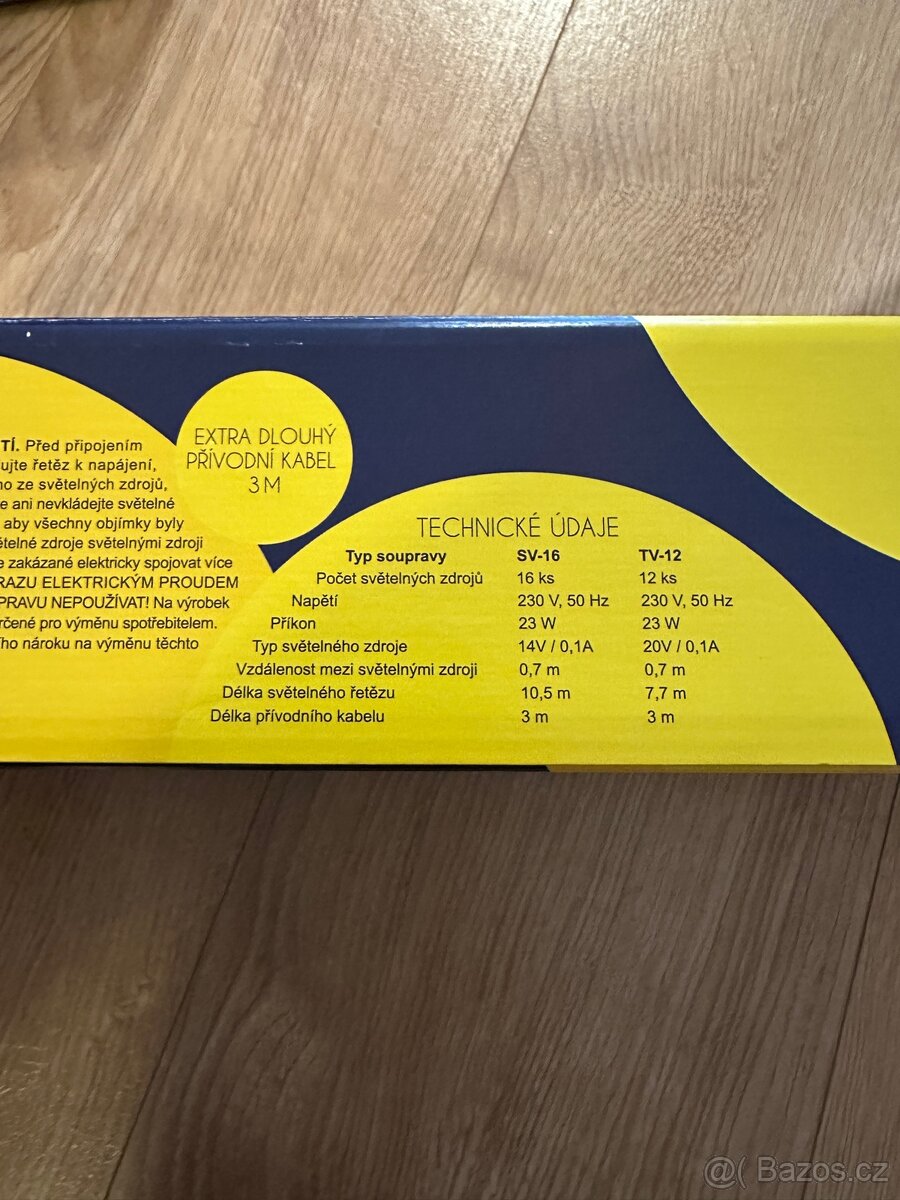 TÍ. Před připojením
ujte řetěz k napájení,
no ze světelných zdrojů,
e ani nevkládejte světelné
aby všechny objímky byly
ětelné zdroje světelnými zdroji
e zakázané elektricky spojovat více
RAZU ELEKTRICKÝM PROUDEM
PRAVU NEPOUŽÍVAT! Na výrobek
rčené pro výměnu spotřebitelem.
ího nároku na výměnu těchto
EXTRA DLOUHÝ
PŘÍVODNÍ KABEL
3 M
TECHNICKÉ ÚDAJE
Typ soupravy SV-16 TV-12
Počet světelných zdrojů 16 ks 12 ks
Napětí 230 V, 50 Hz 230 V, 50 Hz
Příkon 23 W 23 W
Typ světelného zdroje 14V / 0,1A 20V / 0,1A
Vzdálenost mezi světelnými zdroji 0,7 m 0,7 m
Délka světelného řetězu 10,5 m 7,7 m
Délka přívodního kabelu 3 m 3 m
@( Bazos.cz